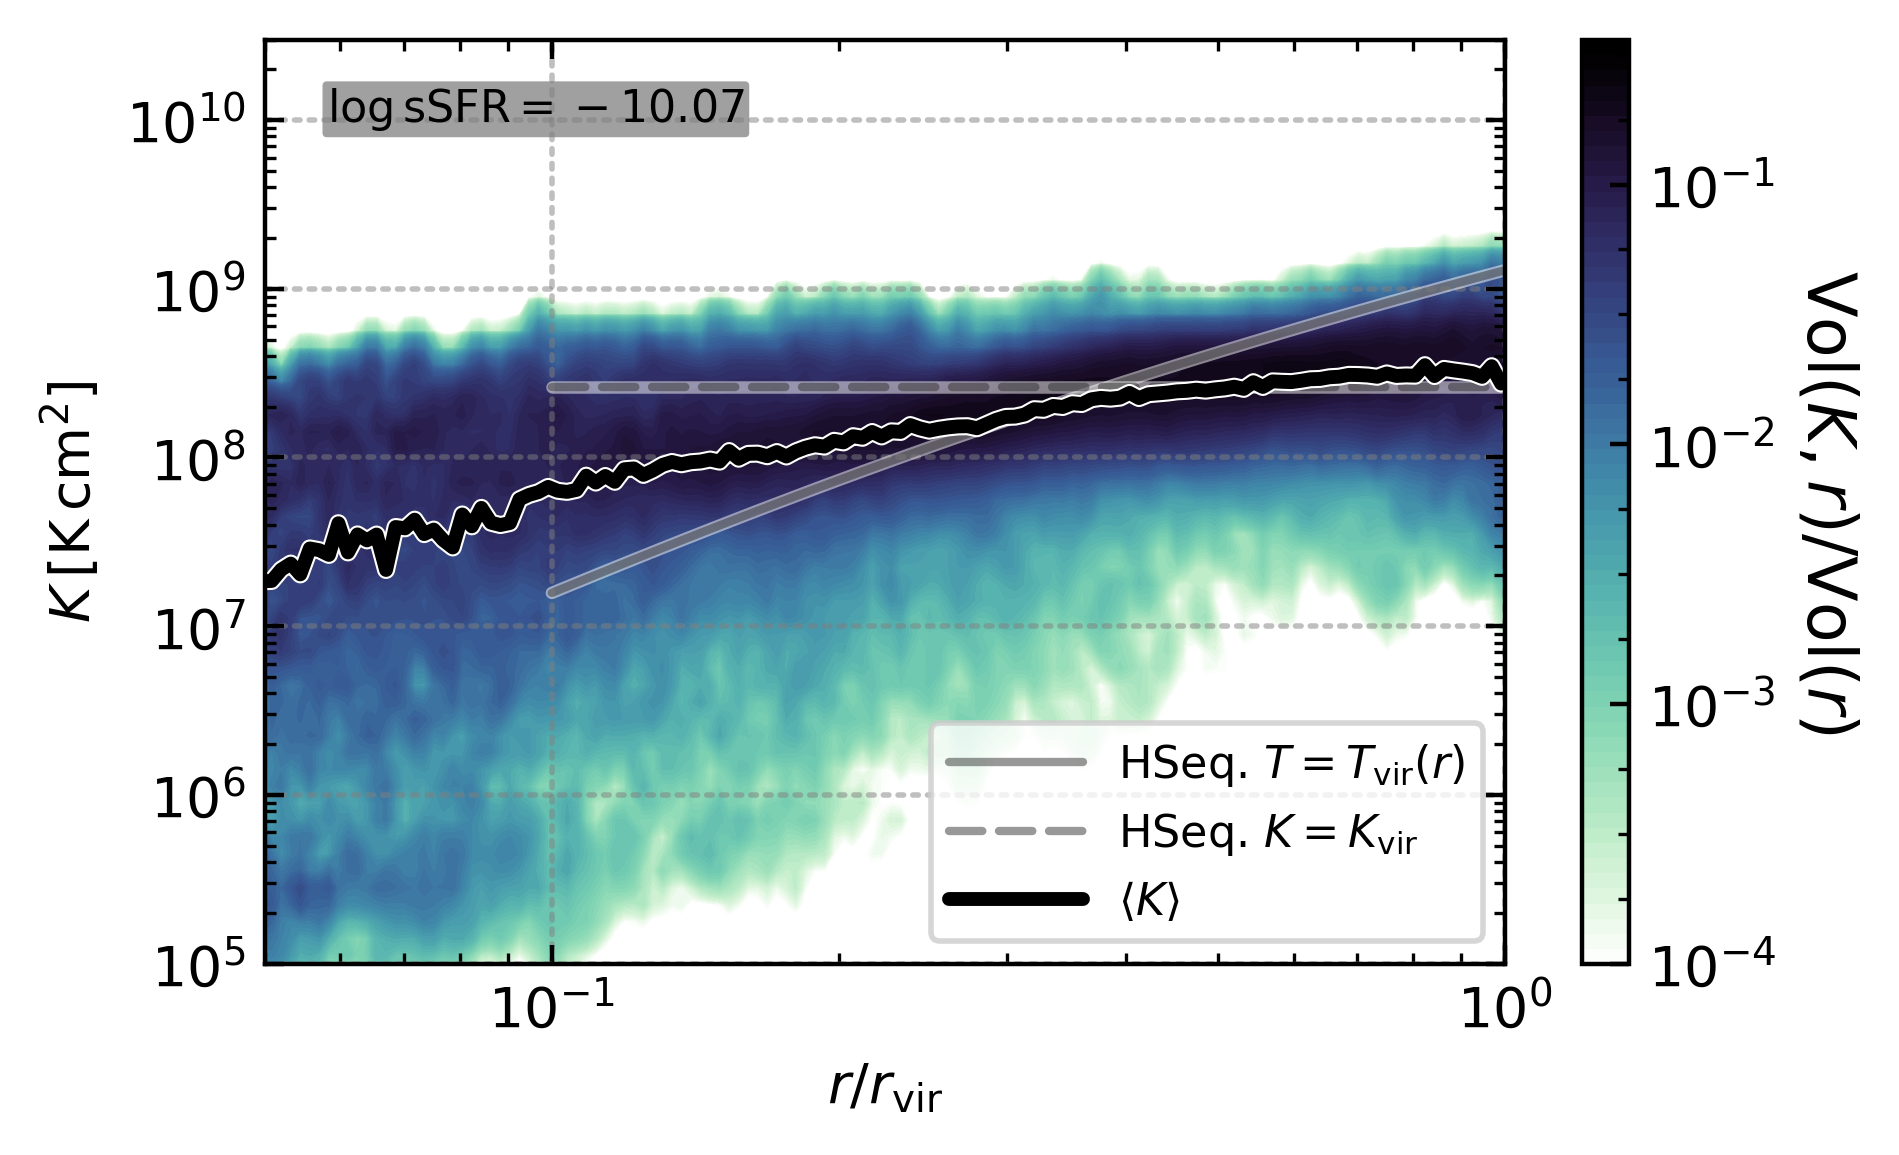 log sSFR = − 10.07
K [K cm²]
10¹⁰
10⁹
10⁸
10⁷
10⁶
10⁵
10⁻¹
10⁰
r/r_vir
HSeq. T = T_vir(r)
HSeq. K = K_vir
⟨K⟩
10⁻¹
10⁻²
10⁻³
10⁻⁴
Vol(K, r)/Vol(r)